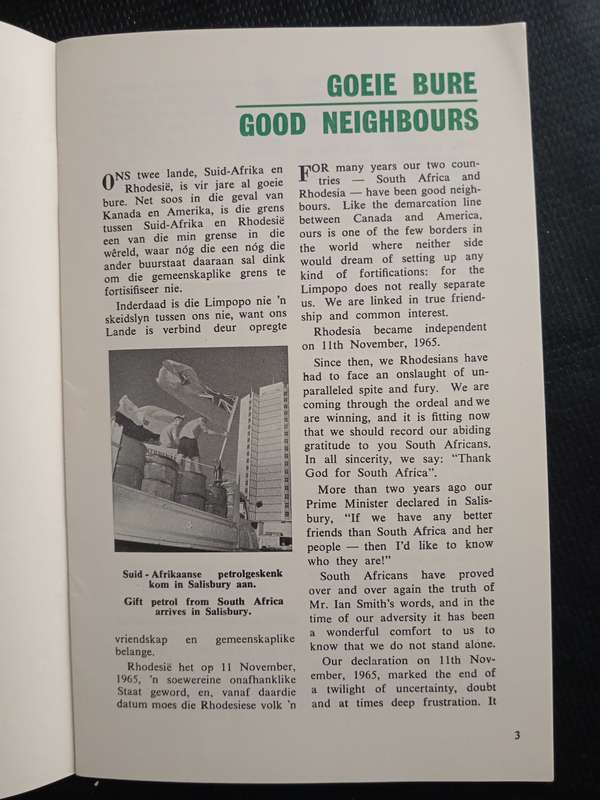 GOEIE BURE
GOOD NEIGHBOURS
ONS twee lande, Suid-Afrika en
Rhodesië, is vir jare al goeie
bure. Net soos in die geval van
Kanada en Amerika, is die grens
tussen Suid-Afrika en Rhodesië
een van die min grense in die
wêreld, waar nóg die een nóg die
ander buurstaat daaraan sal dink
om die gemeenskaplike grens te
fortisifiseer nie.
Inderdaad is die Limpopo nie 'n
skeidslyn tussen ons nie, want ons
Lande is verbind deur opregte
Suid-Afrikaanse petrolgeskenk
kom in Salisbury aan.
Gift petrol from South Africa
arrives in Salisbury.
vriendskap en gemeenskaplike
belange.
Rhodesië het op 11 November,
1965, 'n soewereine onafhanklike
Staat geword, en, vanaf daardie
datum moes die Rhodesiese volk 'n
FOR many years our two coun-
tries — South Africa and
Rhodesia — have been good neigh-
bours. Like the demarcation line
between Canada and America,
ours is one of the few borders in
the world where neither side
would dream of setting up any
kind of fortifications: for the
Limpopo does not really separate
us. We are linked in true friend-
ship and common interest.
Rhodesia became independent
on 11th November, 1965.
Since then, we Rhodesians have
had to face an onslaught of un-
paralleled spite and fury. We are
coming through the ordeal and we
are winning, and it is fitting now
that we should record our abiding
gratitude to you South Africans.
In all sincerity, we say: "Thank
God for South Africa".
More than two years ago our
Prime Minister declared in Salis-
bury, "If we have any better
friends than South Africa and her
people — then I'd like to know
who they are!"
South Africans have proved
over and over again the truth of
Mr. Ian Smith's words, and in the
time of our adversity it has been
a wonderful comfort to us to
know that we do not stand alone.
Our declaration on 11th Nov-
ember, 1965, marked the end of
a twilight of uncertainty, doubt
and at times deep frustration. It
3